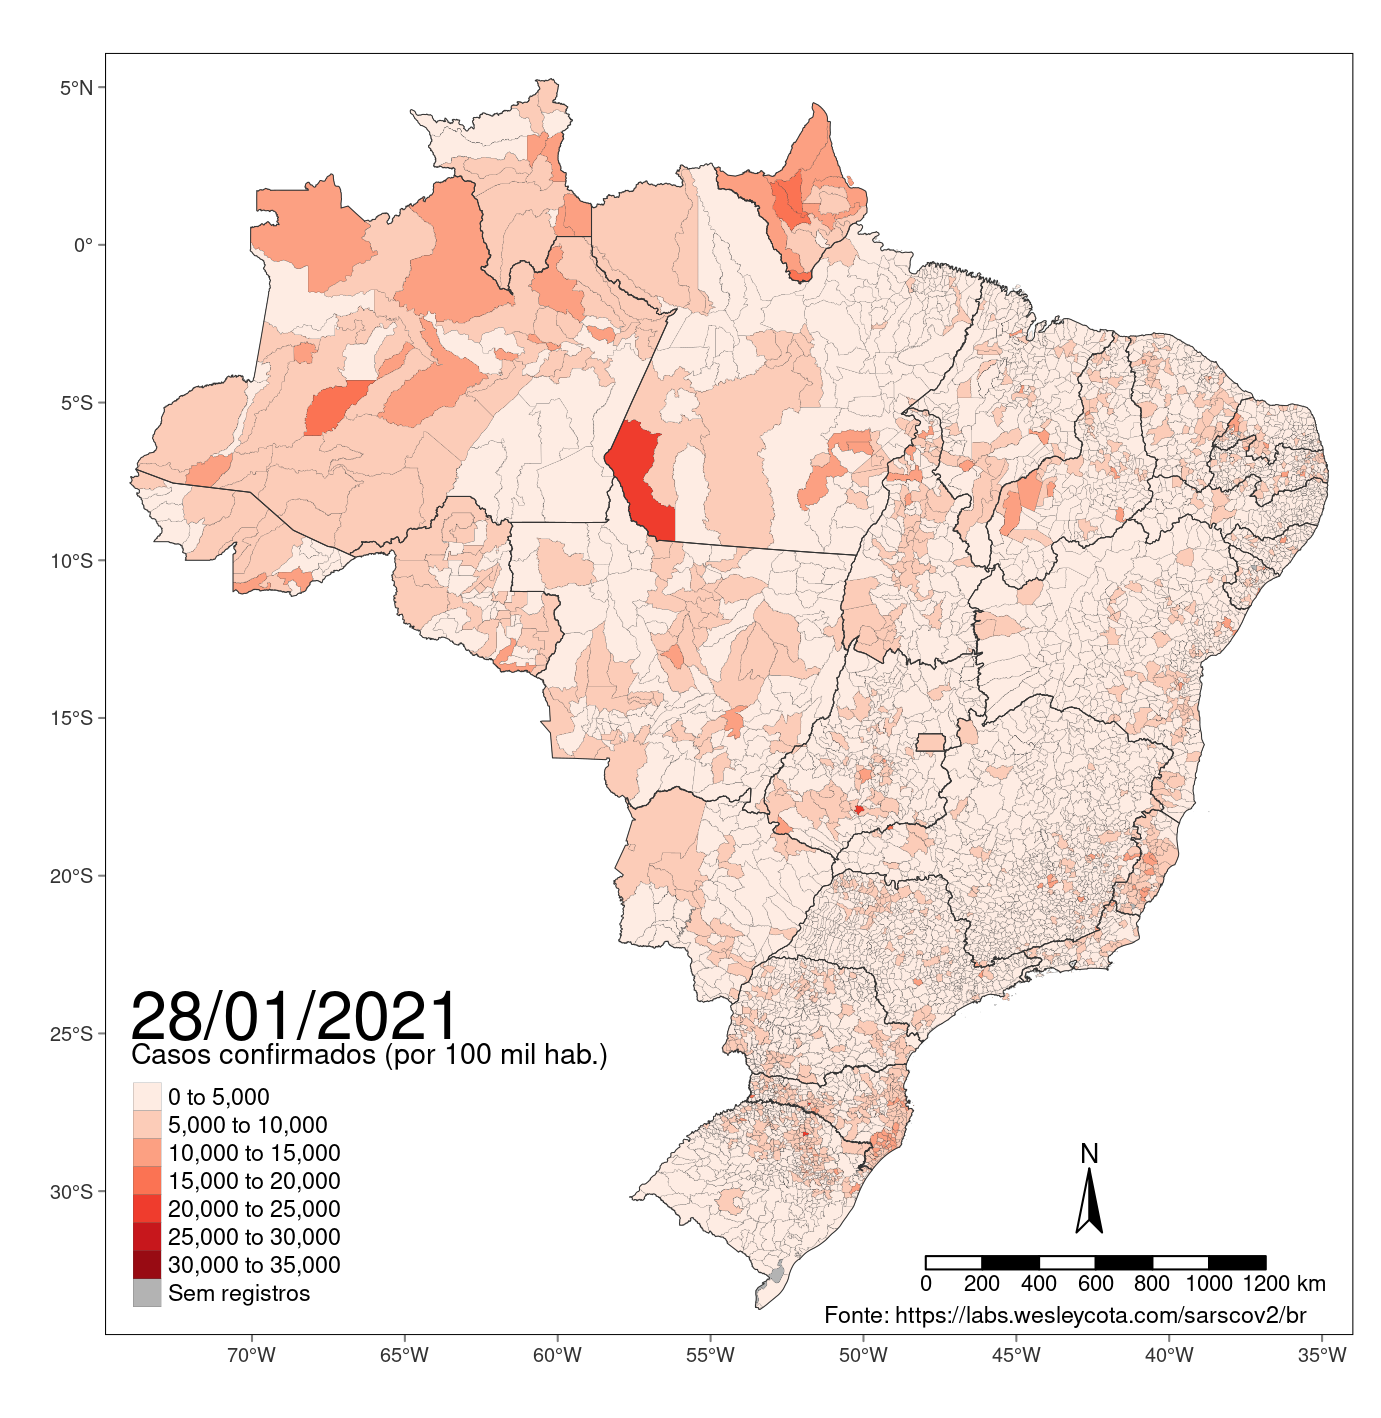 5°N
0°
5°S
10°S
15°S
20°S
25°S
30°S
28/01/2021
Casos confirmados (por 100 mil hab.)
0 to 5,000
5,000 to 10,000
10,000 to 15,000
15,000 to 20,000
20,000 to 25,000
25,000 to 30,000
30,000 to 35,000
Sem registros
N
0 200 400 600 800 1000 1200 km
Fonte: https://labs.wesleycota.com/sarscov2/br
70°W 65°W 60°W 55°W 50°W 45°W 40°W 35°W